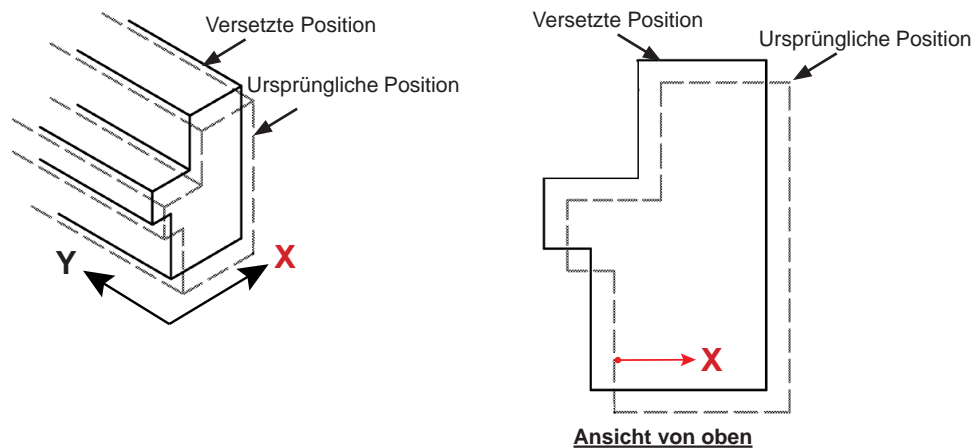 Versetzte Position
Ursprüngliche Position
Y
X
Versetzte Position
Ursprüngliche Position
X
Ansicht von oben